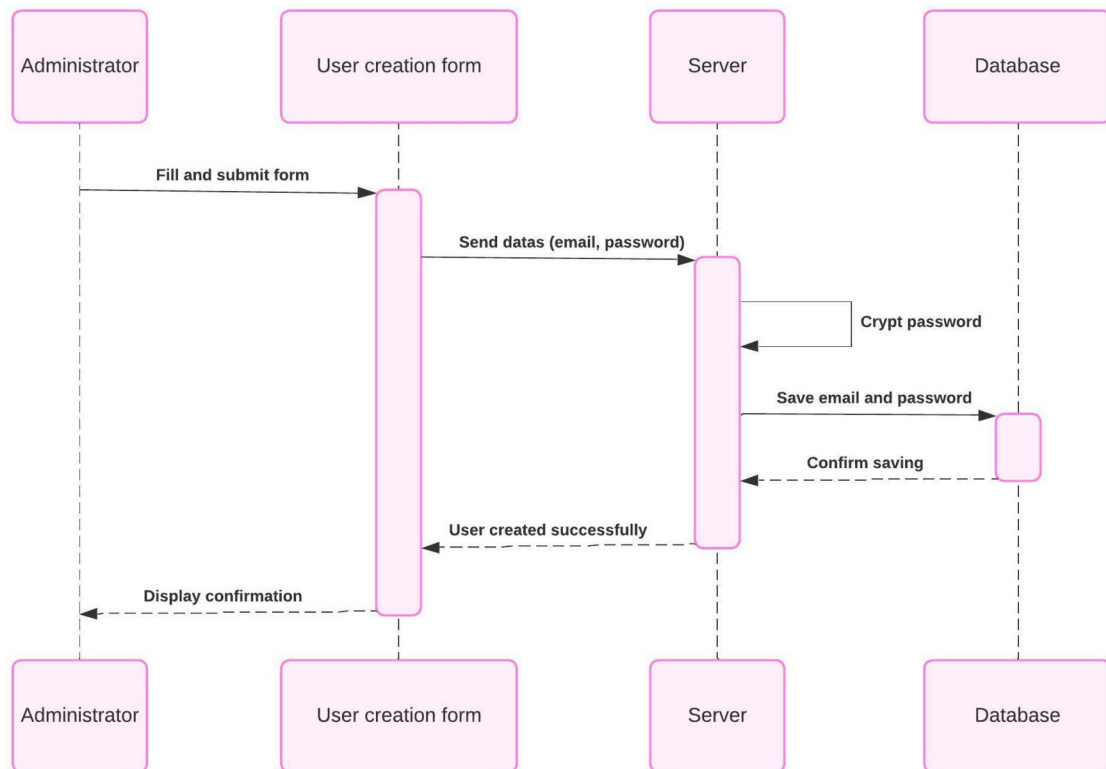 Administrator
User creation form
Server
Database
Fill and submit form
Send datas (email, password)
Crypt password
Save email and password
Confirm saving
User created successfully
Display confirmation
Administrator
User creation form
Server
Database